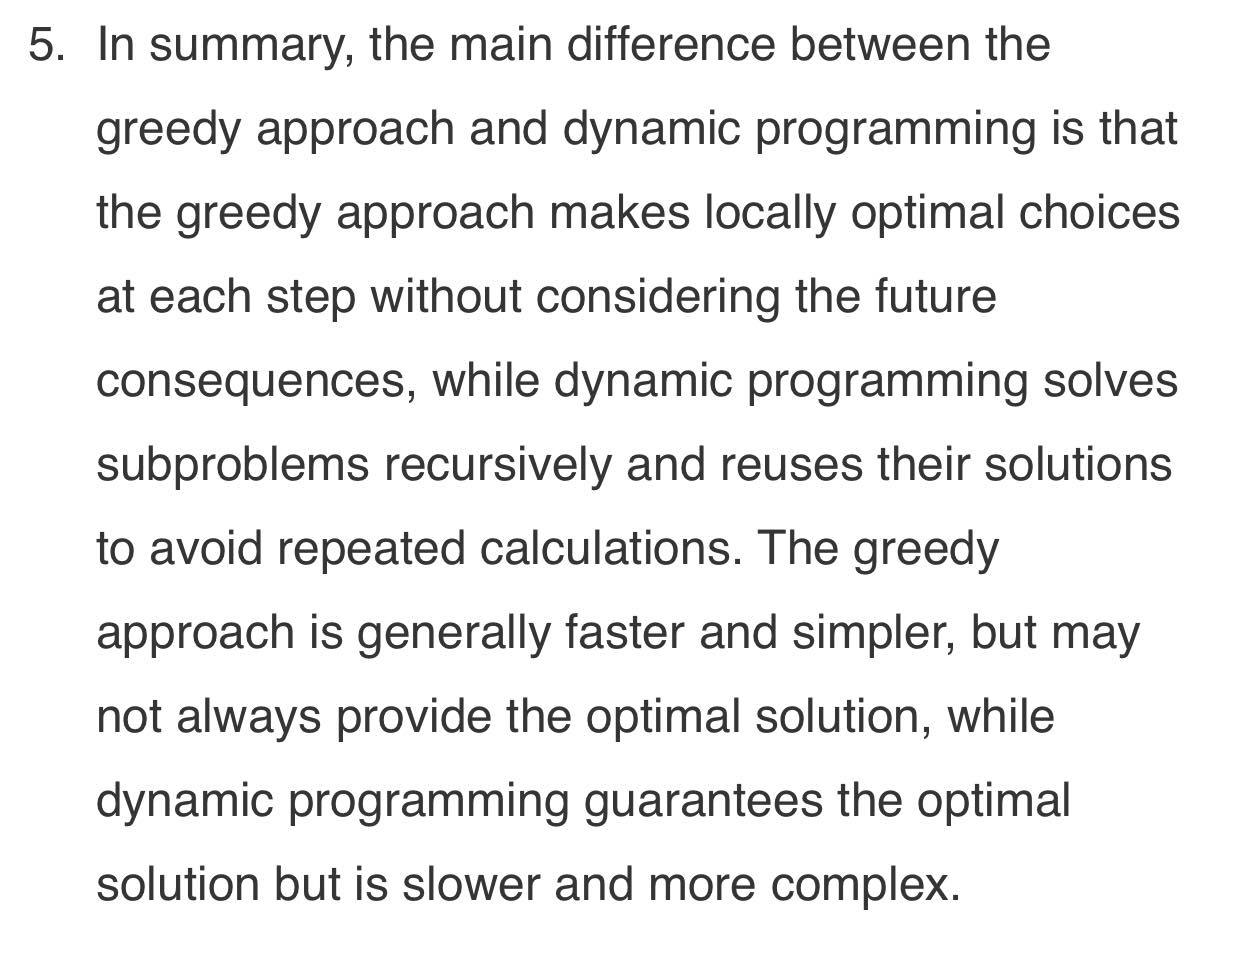 5. In summary, the main difference between the
greedy approach and dynamic programming is that
the greedy approach makes locally optimal choices
at each step without considering the future
consequences, while dynamic programming solves
subproblems recursively and reuses their solutions
to avoid repeated calculations. The greedy
approach is generally faster and simpler, but may
not always provide the optimal solution, while
dynamic programming guarantees the optimal
solution but is slower and more complex.